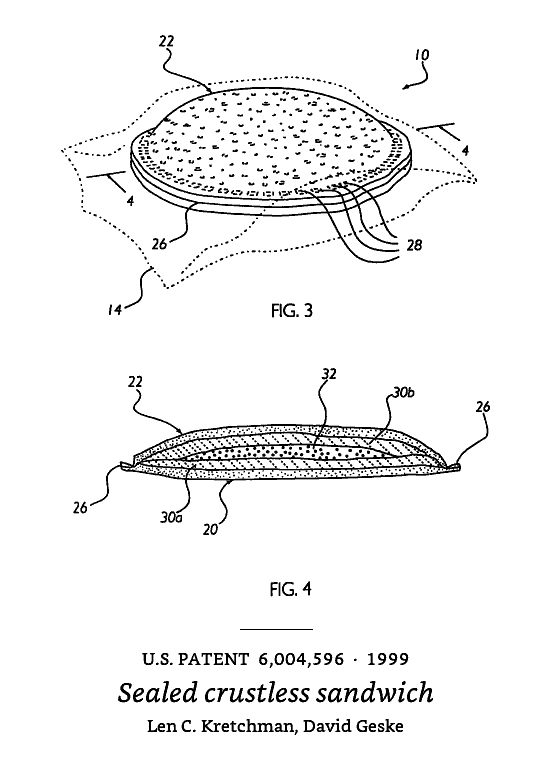 22
10
4
4
26
28
14
FIG. 3
32
22
30b
26
26
30a
20
FIG. 4
U.S. PATENT 6,004,596 · 1999
Sealed crustless sandwich
Len C. Kretchman, David Geske